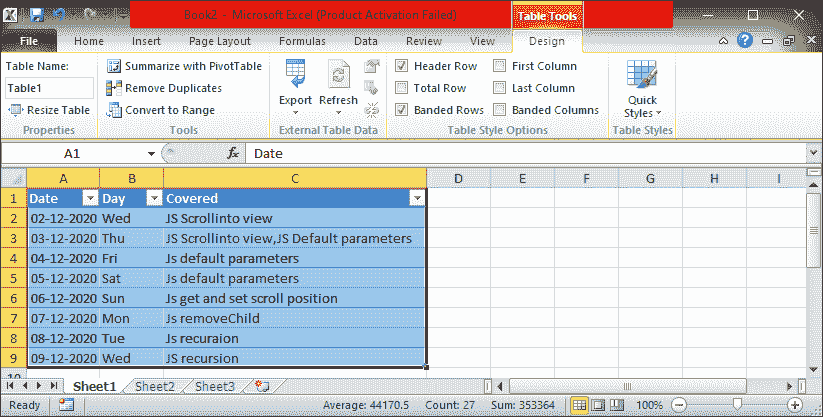 Book2 - Microsoft Excel (Product Activation Failed) Table Tools
File Home Insert Page Layout Formulas Data Review View Design
Table Name: Summarize with PivotTable Header Row First Column
Table1 Remove Duplicates Export Refresh Total Row Last Column Quick Styles
Resize Table Convert to Range Banded Rows Banded Columns
Properties Tools External Table Data Table Style Options Table Styles
A1 fx Date
A B C D E F G H I
1 Date Day Covered
2 02-12-2020 Wed JS Scrollinto view
3 03-12-2020 Thu JS Scrollinto view,JS Default parameters
4 04-12-2020 Fri Js default parameters
5 05-12-2020 Sat Js default parameters
6 06-12-2020 Sun Js get and set scroll position
7 07-12-2020 Mon Js removeChild
8 08-12-2020 Tue Js recuraion
9 09-12-2020 Wed Js recursion
10
Sheet1 Sheet2 Sheet3
Ready Average: 44170.5 Count: 27 Sum: 353364 100%